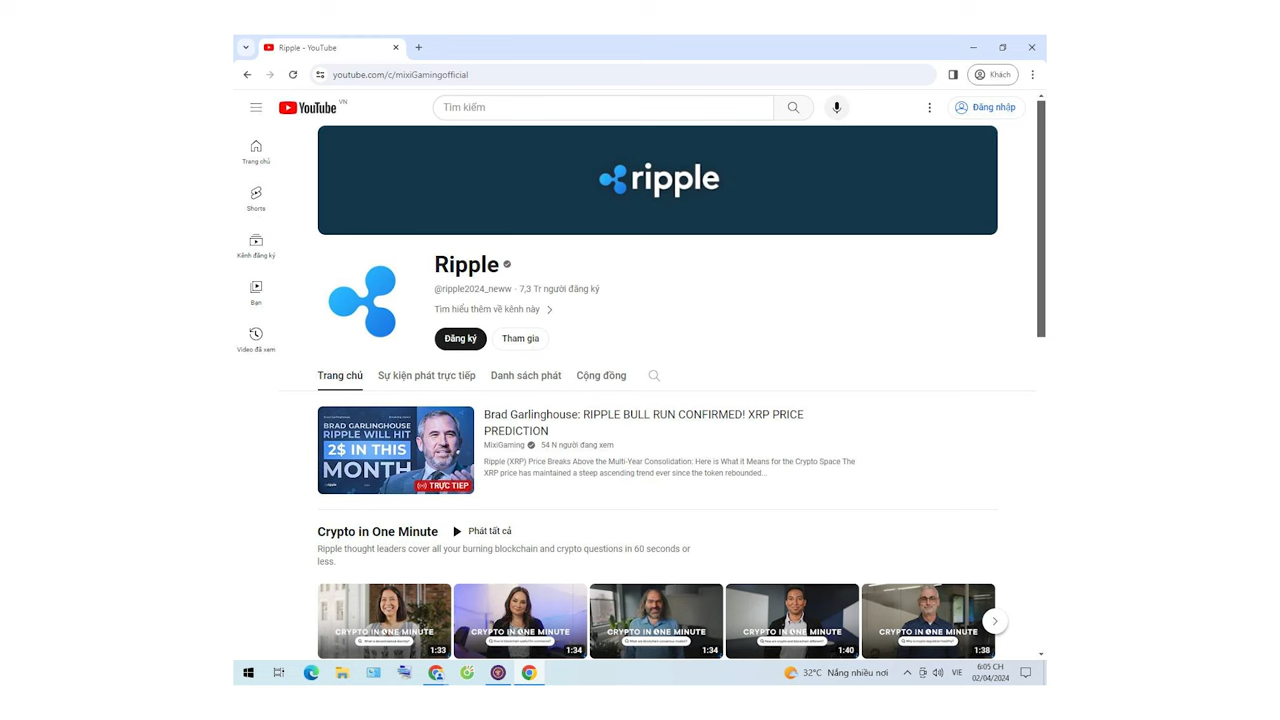 Ripple - YouTube
youtube.com/c/mixiGamingofficial
Khách
YouTube VN
Tìm kiếm
Đăng nhập
Trang chủ
Shorts
Kênh đăng ký
Bạn
Video đã xem
ripple
Ripple
@ripple2024_neww · 7,3 Tr người đăng ký
Tìm hiểu thêm về kênh này
Đăng ký
Tham gia
Trang chủ
Sự kiện phát trực tiếp
Danh sách phát
Cộng đồng
BRAD GARLINGHOUSE
RIPPLE WILL HIT
2$ IN THIS
MONTH
ripple
TRỰC TIẾP
Brad Garlinghouse: RIPPLE BULL RUN CONFIRMED! XRP PRICE
PREDICTION
MixiGaming 54 N người đang xem
Ripple (XRP) Price Breaks Above the Multi-Year Consolidation: Here is What it Means for the Crypto Space The
XRP price has maintained a steep ascending trend ever since the token rebounded...
Crypto in One Minute
Phát tất cả
Ripple thought leaders cover all your burning blockchain and crypto questions in 60 seconds or
less.
CRYPTO IN ONE MINUTE
1:33
CRYPTO IN ONE MINUTE
1:34
CRYPTO IN ONE MINUTE
1:34
CRYPTO IN ONE MINUTE
1:40
CRYPTO IN ONE MINUTE
1:38
32°C Nắng nhiều nơi
VIE
6:05 CH
02/04/2024